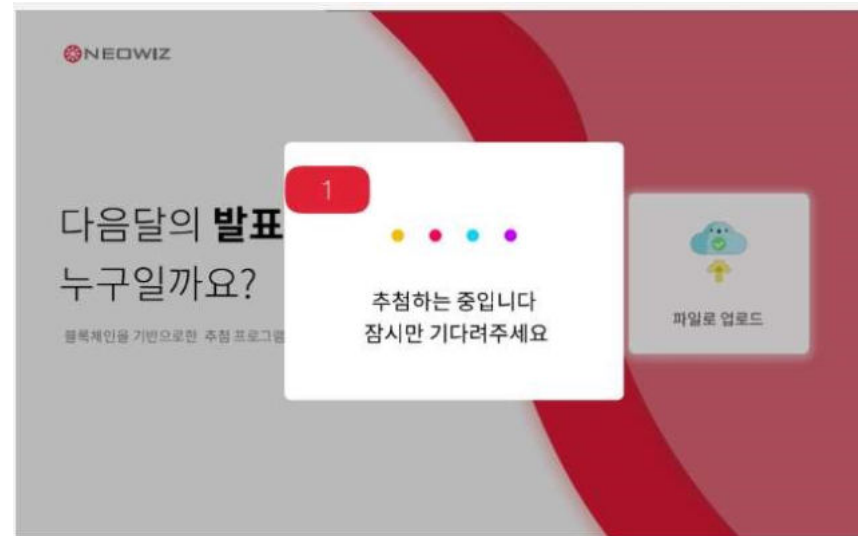 NEOWIZ
다음달의 발표
누구일까요?
블록체인을 기반으로한 추첨 프로그램
1
추첨하는 중입니다
잠시만 기다려주세요
파일로 업로드